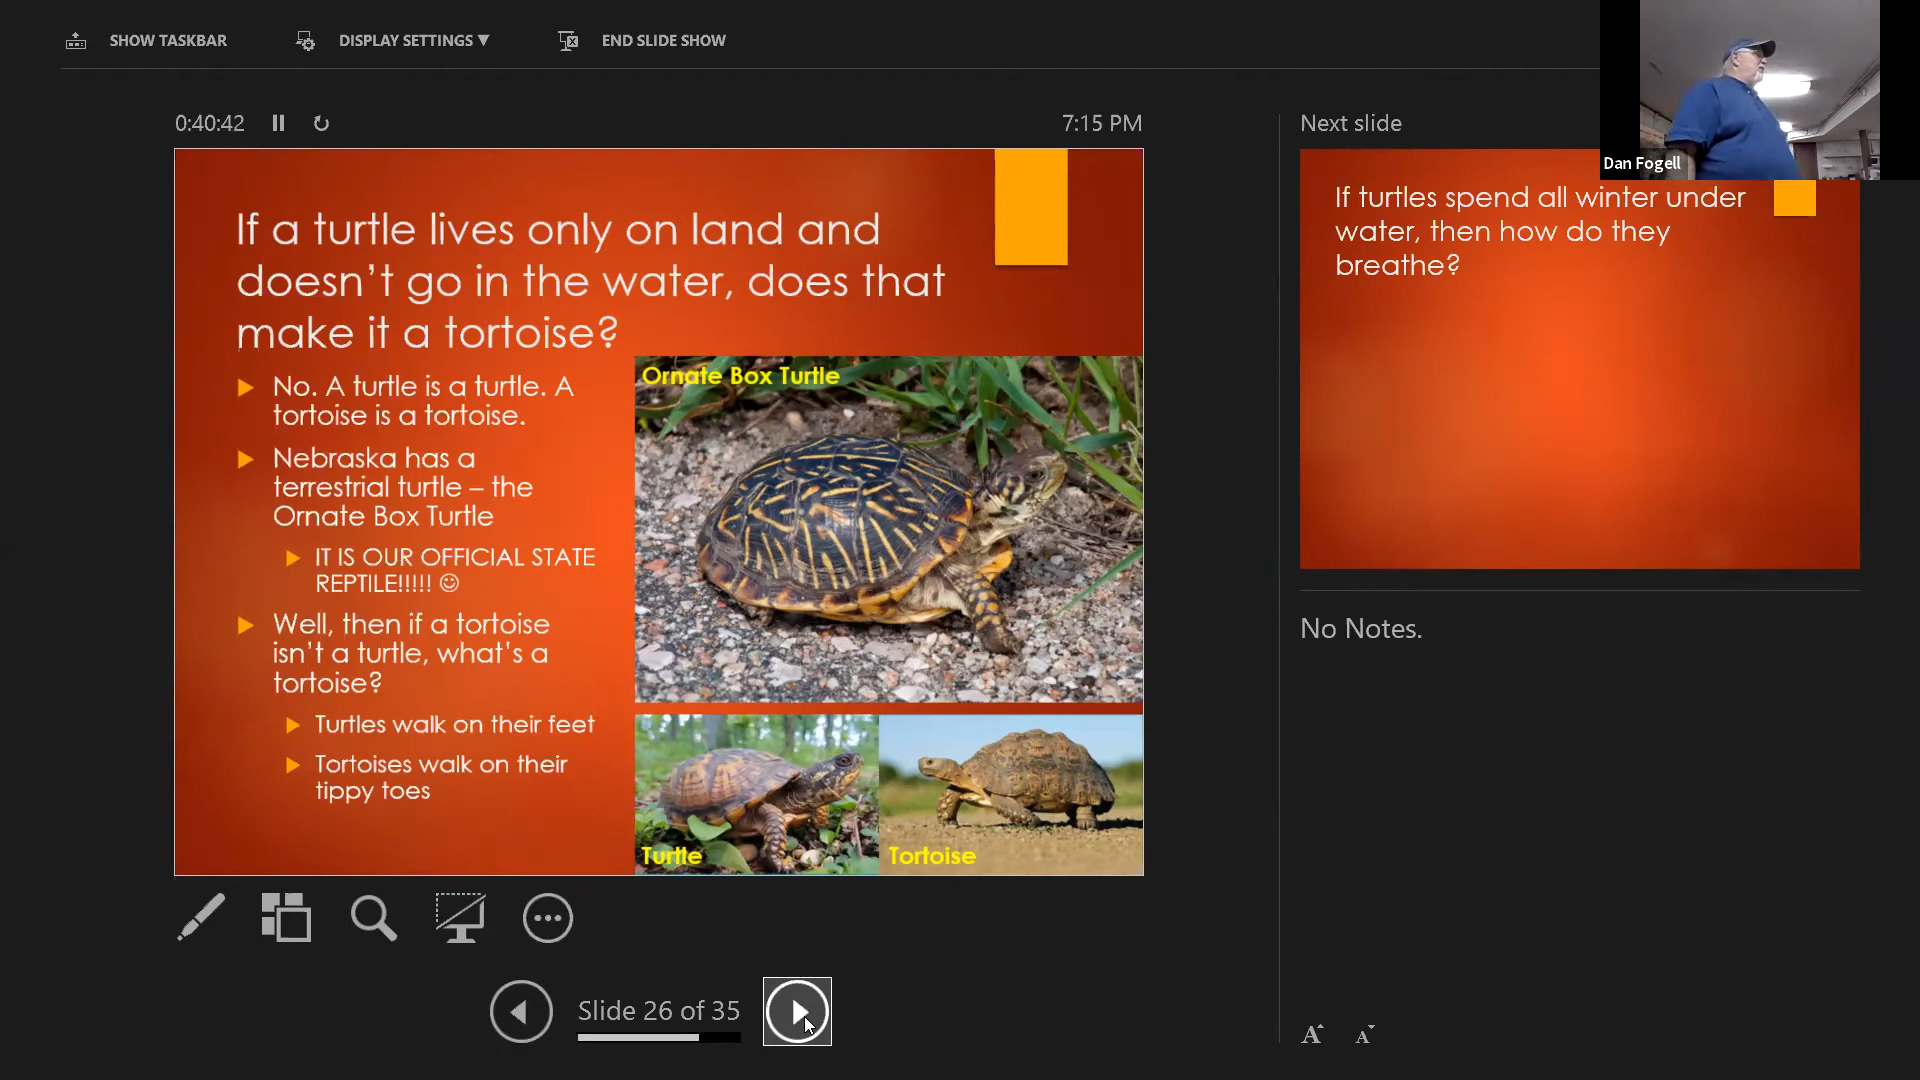 SHOW TASKBAR
DISPLAY SETTINGS ▼
END SLIDE SHOW
0:40:42
7:15 PM
If a turtle lives only on land and
doesn’t go in the water, does that
make it a tortoise?
No. A turtle is a turtle. A
tortoise is a tortoise.
Nebraska has a
terrestrial turtle – the
Ornate Box Turtle
IT IS OUR OFFICIAL STATE
REPTILE!!!!! ☺
Well, then if a tortoise
isn’t a turtle, what’s a
tortoise?
Turtles walk on their feet
Tortoises walk on their
tippy toes
Ornate Box Turtle
Turtle
Tortoise
Slide 26 of 35
Next slide
Dan Fogell
If turtles spend all winter under
water, then how do they
breathe?
No Notes.
A
A